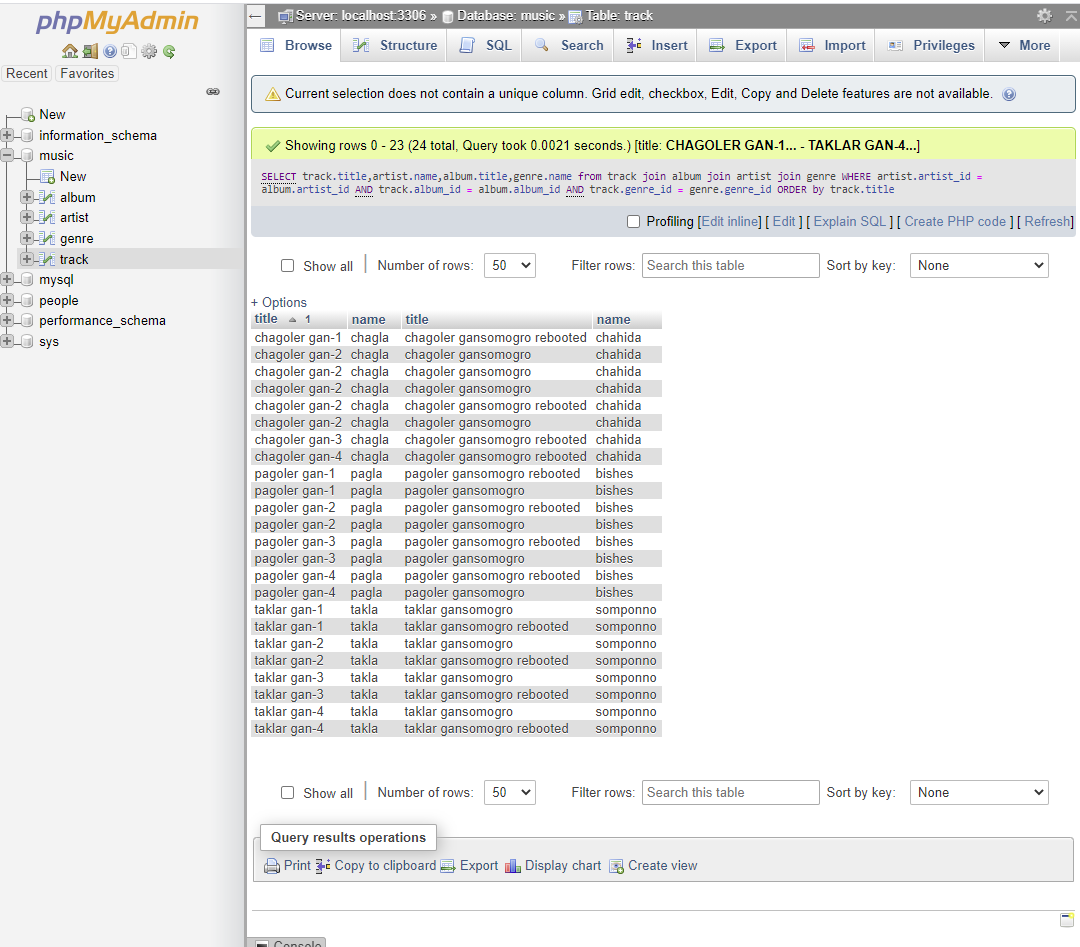 phpMyAdmin
Recent Favorites
New
information_schema
music
New
album
artist
genre
track
mysql
people
performance_schema
sys
Server: localhost:3306 » Database: music » Table: track
Browse Structure SQL Search Insert Export Import Privileges More
Current selection does not contain a unique column. Grid edit, checkbox, Edit, Copy and Delete features are not available.
Showing rows 0 - 23 (24 total, Query took 0.0021 seconds.) [title: CHAGOLER GAN-1... - TAKLAR GAN-4...]
SELECT track.title,artist.name,album.title,genre.name from track join album join artist join genre WHERE artist.artist_id =
album.artist_id AND track.album_id = album.album_id AND track.genre_id = genre.genre_id ORDER by track.title
Profiling [Edit inline] [ Edit ] [ Explain SQL ] [ Create PHP code ] [ Refresh]
Show all Number of rows: 50 Filter rows: Search this table Sort by key: None
+ Options
title 1 name title name
chagoler gan-1 chagla chagoler gansomogro rebooted chahida
chagoler gan-2 chagla chagoler gansomogro chahida
chagoler gan-2 chagla chagoler gansomogro chahida
chagoler gan-2 chagla chagoler gansomogro chahida
chagoler gan-2 chagla chagoler gansomogro rebooted chahida
chagoler gan-2 chagla chagoler gansomogro chahida
chagoler gan-3 chagla chagoler gansomogro rebooted chahida
chagoler gan-4 chagla chagoler gansomogro rebooted chahida
pagoler gan-1 pagla pagoler gansomogro rebooted bishes
pagoler gan-1 pagla pagoler gansomogro bishes
pagoler gan-2 pagla pagoler gansomogro rebooted bishes
pagoler gan-2 pagla pagoler gansomogro bishes
pagoler gan-3 pagla pagoler gansomogro rebooted bishes
pagoler gan-3 pagla pagoler gansomogro bishes
pagoler gan-4 pagla pagoler gansomogro rebooted bishes
pagoler gan-4 pagla pagoler gansomogro bishes
taklar gan-1 takla taklar gansomogro somponno
taklar gan-1 takla taklar gansomogro rebooted somponno
taklar gan-2 takla taklar gansomogro somponno
taklar gan-2 takla taklar gansomogro rebooted somponno
taklar gan-3 takla taklar gansomogro somponno
taklar gan-3 takla taklar gansomogro rebooted somponno
taklar gan-4 takla taklar gansomogro somponno
taklar gan-4 takla taklar gansomogro rebooted somponno
Show all Number of rows: 50 Filter rows: Search this table Sort by key: None
Query results operations
Print Copy to clipboard Export Display chart Create view
Console